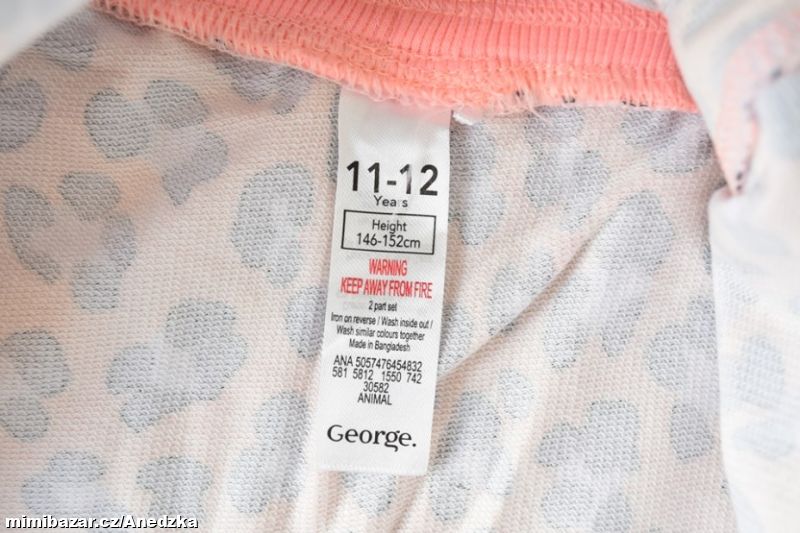 11-12
Years
Height
146-152cm
WARNING
KEEP AWAY FROM FIRE
2 part set
Iron on reverse / Wash inside out /
Wash similar colours together
Made in Bangladesh
ANA 5057476454832
581 5812 1550 742
30582
ANIMAL
George.
mimibazar.cz/Anedzka